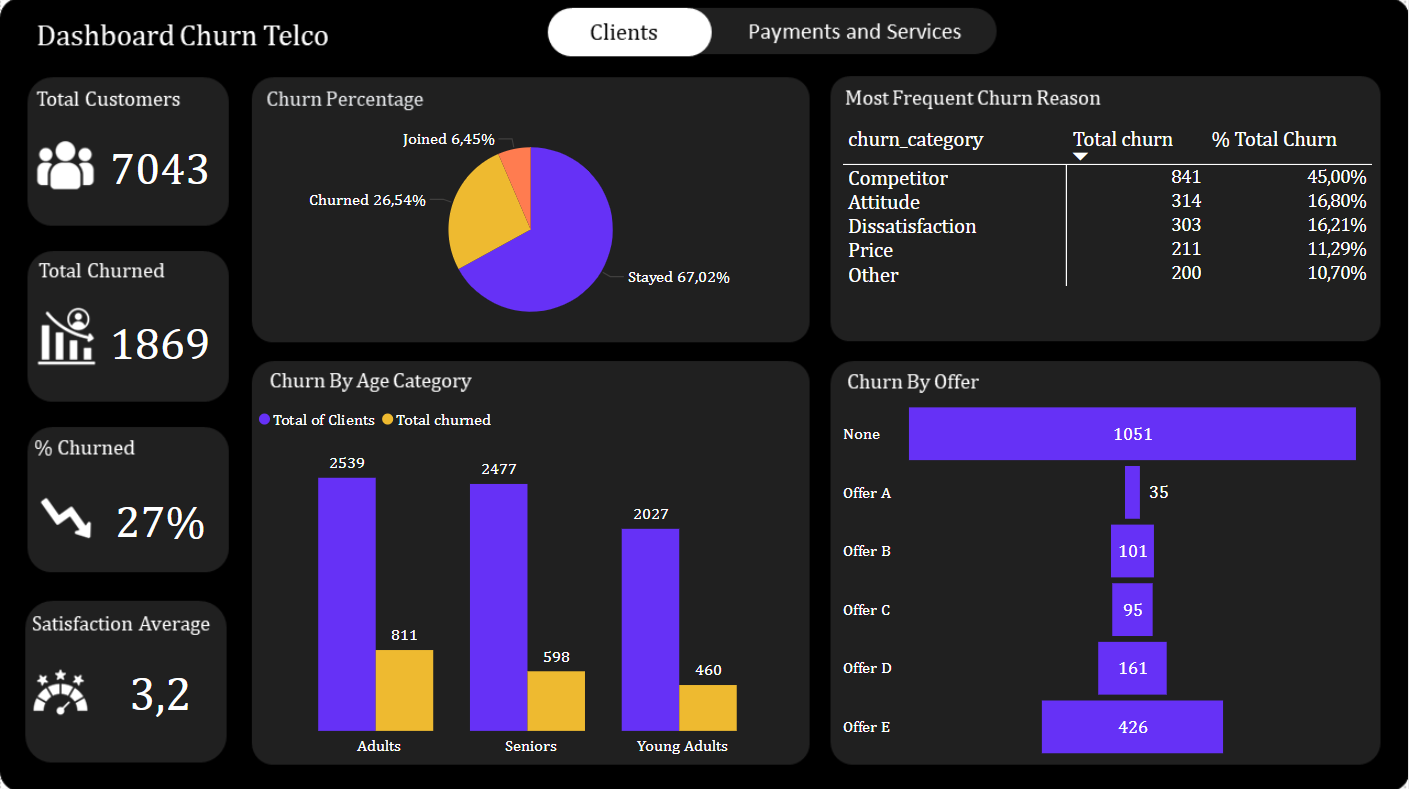 Dashboard Churn Telco
Clients
Payments and Services
Total Customers
7043
Total Churned
1869
% Churned
27%
Satisfaction Average
3,2
Churn Percentage
Joined 6,45%
Churned 26,54%
Stayed 67,02%
Most Frequent Churn Reason
churn_category Total churn % Total Churn
Competitor 841 45,00%
Attitude 314 16,80%
Dissatisfaction 303 16,21%
Price 211 11,29%
Other 200 10,70%
Churn By Age Category
Total of Clients Total churned
2539 2477 2027
811 598 460
Adults Seniors Young Adults
Churn By Offer
None 1051
Offer A 35
Offer B 101
Offer C 95
Offer D 161
Offer E 426